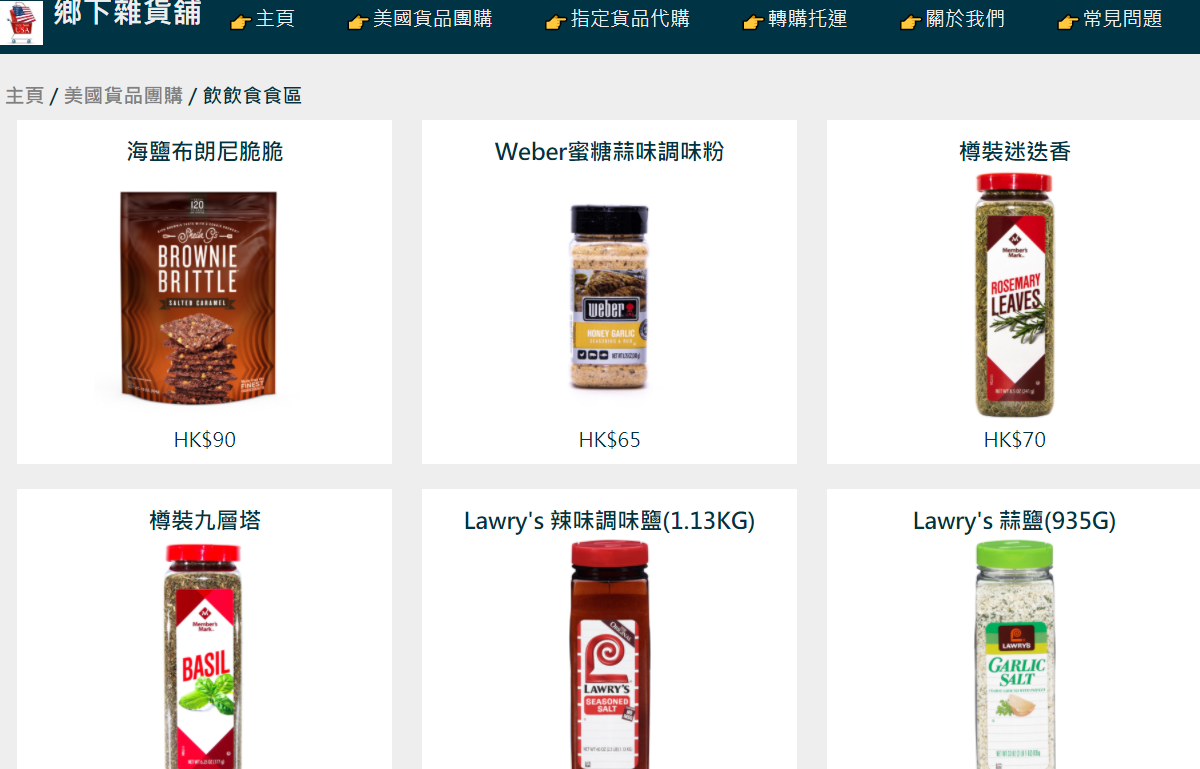 鄉下雜貨舖
👉主頁 👉美國貨品團購 👉指定貨品代購 👉轉購托運 👉關於我們 👉常見問題
USA
主頁 / 美國貨品團購 / 飲飲食食區
海鹽布朗尼脆脆
120
Sheila G's
BROWNIE
BRITTLE
SALTED CARAMEL
FINEST
HK$90
Weber蜜糖蒜味調味粉
weber
HONEY GARLIC
SEASONING & RUB
HK$65
樽裝迷迭香
Member's
Mark
ROSEMARY
LEAVES
HK$70
樽裝九層塔
Member's
Mark
BASIL
Lawry's 辣味調味鹽(1.13KG)
LAWRY'S
SEASONED
SALT
Lawry's 蒜鹽(935G)
LAWRYS
GARLIC
SALT